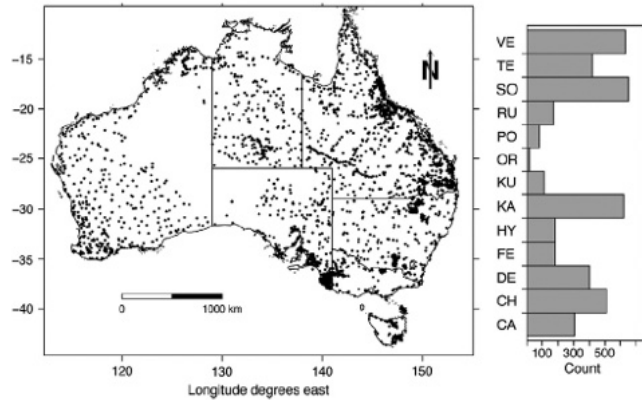 −15
−20
−25
−30
−35
−40
N
0 1000 km
0
120 130 140 150
Longitude degrees east
VE
TE
SO
RU
PO
OR
KU
KA
HY
FE
DE
CH
CA
100 300 500
Count